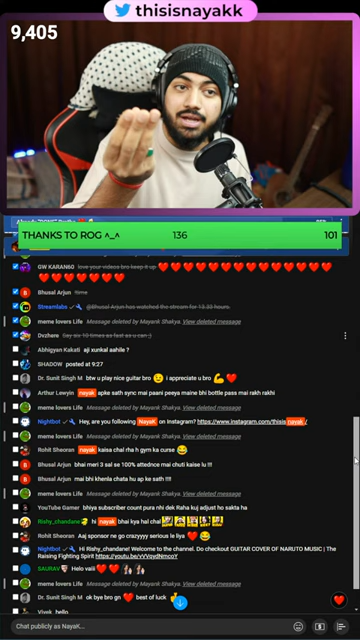 thisisnayakk
9,405
THANKS TO ROG ^_^ 136 101
GW KARAN6G love your videos bro keep it up
Bhusal Arjun !time
Streamlabs @Bhusal Arjun has watched the stream for 13.33 hours.
meme lovers Life Message deleted by Mayank Shakya. View deleted message
Dvzhere Say six 10 times as fast as u can ;)
Abhigyan Kakati aji xunkal aahile ?
SHADOW posted at 9:27
Dr. Sunit Singh M btw u play nice guitar bro i appreciate u bro
Arthur Lewyin nayak apke sath sync mai paani peeya maine bhi bottle pass mai rakh rakhi
meme lovers Life Message deleted by Mayank Shakya. View deleted message
Nightbot Hey, are you following NayaK on Instagram? https://www.instagram.com/thisisnayak/
meme lovers Life Message deleted by Mayank Shakya. View deleted message
Rohit Sheoran nayak kaisa chal rha h gym ka curse
Bhusal Arjun bhai meri 3 sal se 100% attednce mai chuti kaise lu !!!
Bhusal Arjun mai bhi khenla chata hu ap ke sath !!!!
meme lovers Life Message deleted by Mayank Shakya. View deleted message
YouTube Gamer bhiya subscriber count pura nhi dek Raha kuj adjust ho sakta ha
Rishy_chandane hi nayak bhai kya hal chal
Rohit Sheoran Aaj sponsor ne go crazyyyy serious le liya
Nightbot Hi Rishy_chandane! Welcome to the channel. Do checkout GUITAR COVER OF NARUTO MUSIC | The
Raising Fighting Spirit
SAURAV Helo vaiii
meme lovers Life Message deleted by Mayank Shakya. View deleted message
Dr. Sunit Singh M ok bye bro gn best of luck
Vivek hello
Chat publicly as NayaK...